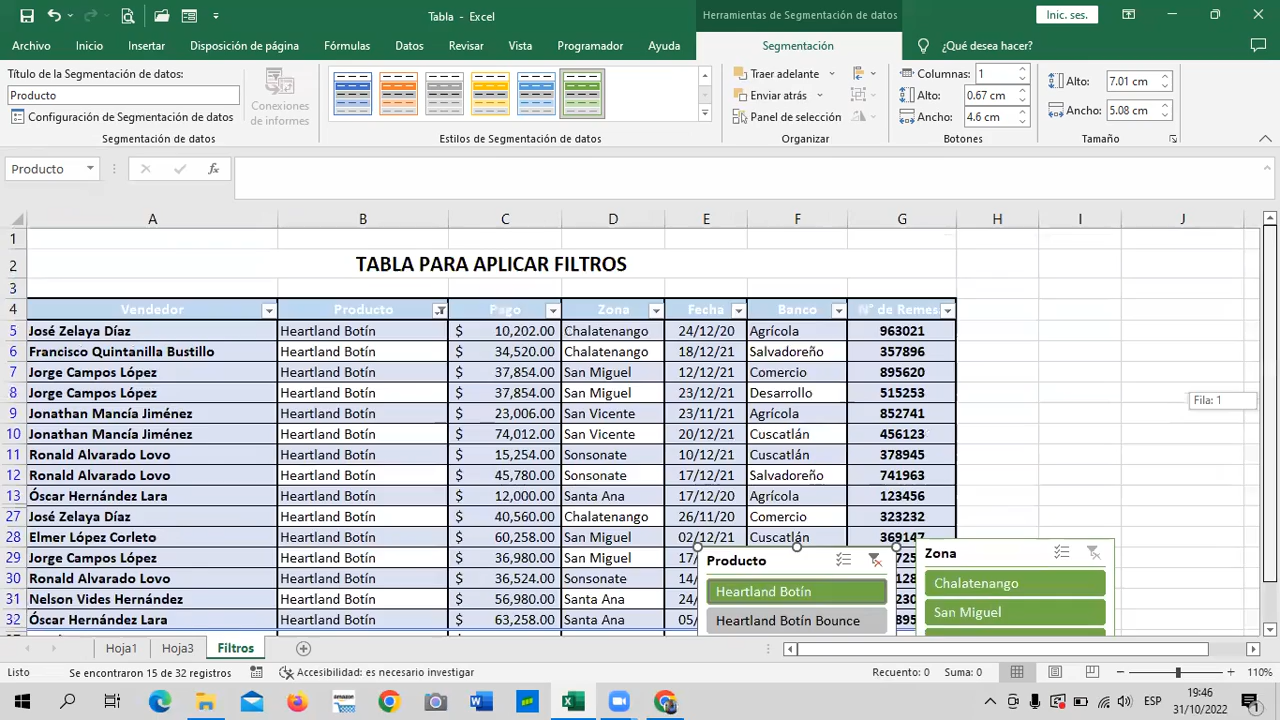 Tabla - Excel
Herramientas de Segmentación de datos
Inic. ses.
Archivo Inicio Insertar Disposición de página Fórmulas Datos Revisar Vista Programador Ayuda Segmentación ¿Qué desea hacer?
Título de la Segmentación de datos:
Producto
Configuración de Segmentación de datos
Segmentación de datos
Conexiones de informes
Estilos de Segmentación de datos
Traer adelante
Enviar atrás
Panel de selección
Organizar
Columnas: 1
Alto: 0.67 cm
Ancho: 4.6 cm
Botones
Alto: 7.01 cm
Ancho: 5.08 cm
Tamaño
Producto fx
A B C D E F G H I J
1
2 TABLA PARA APLICAR FILTROS
3
4 Vendedor Producto Pago Zona Fecha Banco N° de Remes
5 José Zelaya Díaz Heartland Botín $ 10,202.00 Chalatenango 24/12/20 Agrícola 963021
6 Francisco Quintanilla Bustillo Heartland Botín $ 34,520.00 Chalatenango 18/12/21 Salvadoreño 357896
7 Jorge Campos López Heartland Botín $ 37,854.00 San Miguel 12/12/21 Comercio 895620
8 Jorge Campos López Heartland Botín $ 37,854.00 San Miguel 23/12/21 Desarrollo 515253
Fila: 1
9 Jonathan Mancía Jiménez Heartland Botín $ 23,006.00 San Vicente 23/11/21 Agrícola 852741
10 Jonathan Mancía Jiménez Heartland Botín $ 74,012.00 San Vicente 20/12/21 Cuscatlán 456123
11 Ronald Alvarado Lovo Heartland Botín $ 15,254.00 Sonsonate 10/12/21 Cuscatlán 378945
12 Ronald Alvarado Lovo Heartland Botín $ 45,780.00 Sonsonate 17/12/21 Salvadoreño 741963
13 Óscar Hernández Lara Heartland Botín $ 12,000.00 Santa Ana 17/12/20 Agrícola 123456
27 José Zelaya Díaz Heartland Botín $ 40,560.00 Chalatenango 26/11/20 Comercio 323232
28 Elmer López Corleto Heartland Botín $ 60,258.00 San Miguel 02/12/21 Cuscatlán 369147
29 Jorge Campos López Heartland Botín $ 36,980.00 San Miguel 17/
30 Ronald Alvarado Lovo Heartland Botín $ 36,524.00 Sonsonate 14/
31 Nelson Vides Hernández Heartland Botín $ 56,980.00 Santa Ana 24/
32 Óscar Hernández Lara Heartland Botín $ 63,258.00 Santa Ana 05/
Producto
Heartland Botín
Heartland Botín Bounce
Zona
Chalatenango
San Miguel
Hoja1 Hoja3 Filtros
Listo Se encontraron 15 de 32 registros Accesibilidad: es necesario investigar Recuento: 0 Suma: 0 110%
amazon
ESP
19:46
31/10/2022